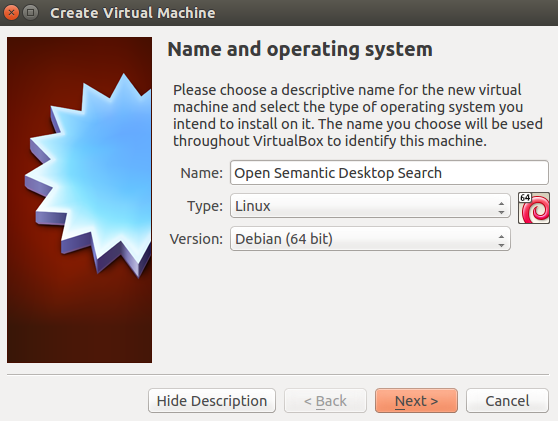 Create Virtual Machine
Name and operating system
Please choose a descriptive name for the new virtual
machine and select the type of operating system you
intend to install on it. The name you choose will be used
throughout VirtualBox to identify this machine.
Name: Open Semantic Desktop Search
Type: Linux
64
Version: Debian (64 bit)
Hide Description < Back Next > Cancel